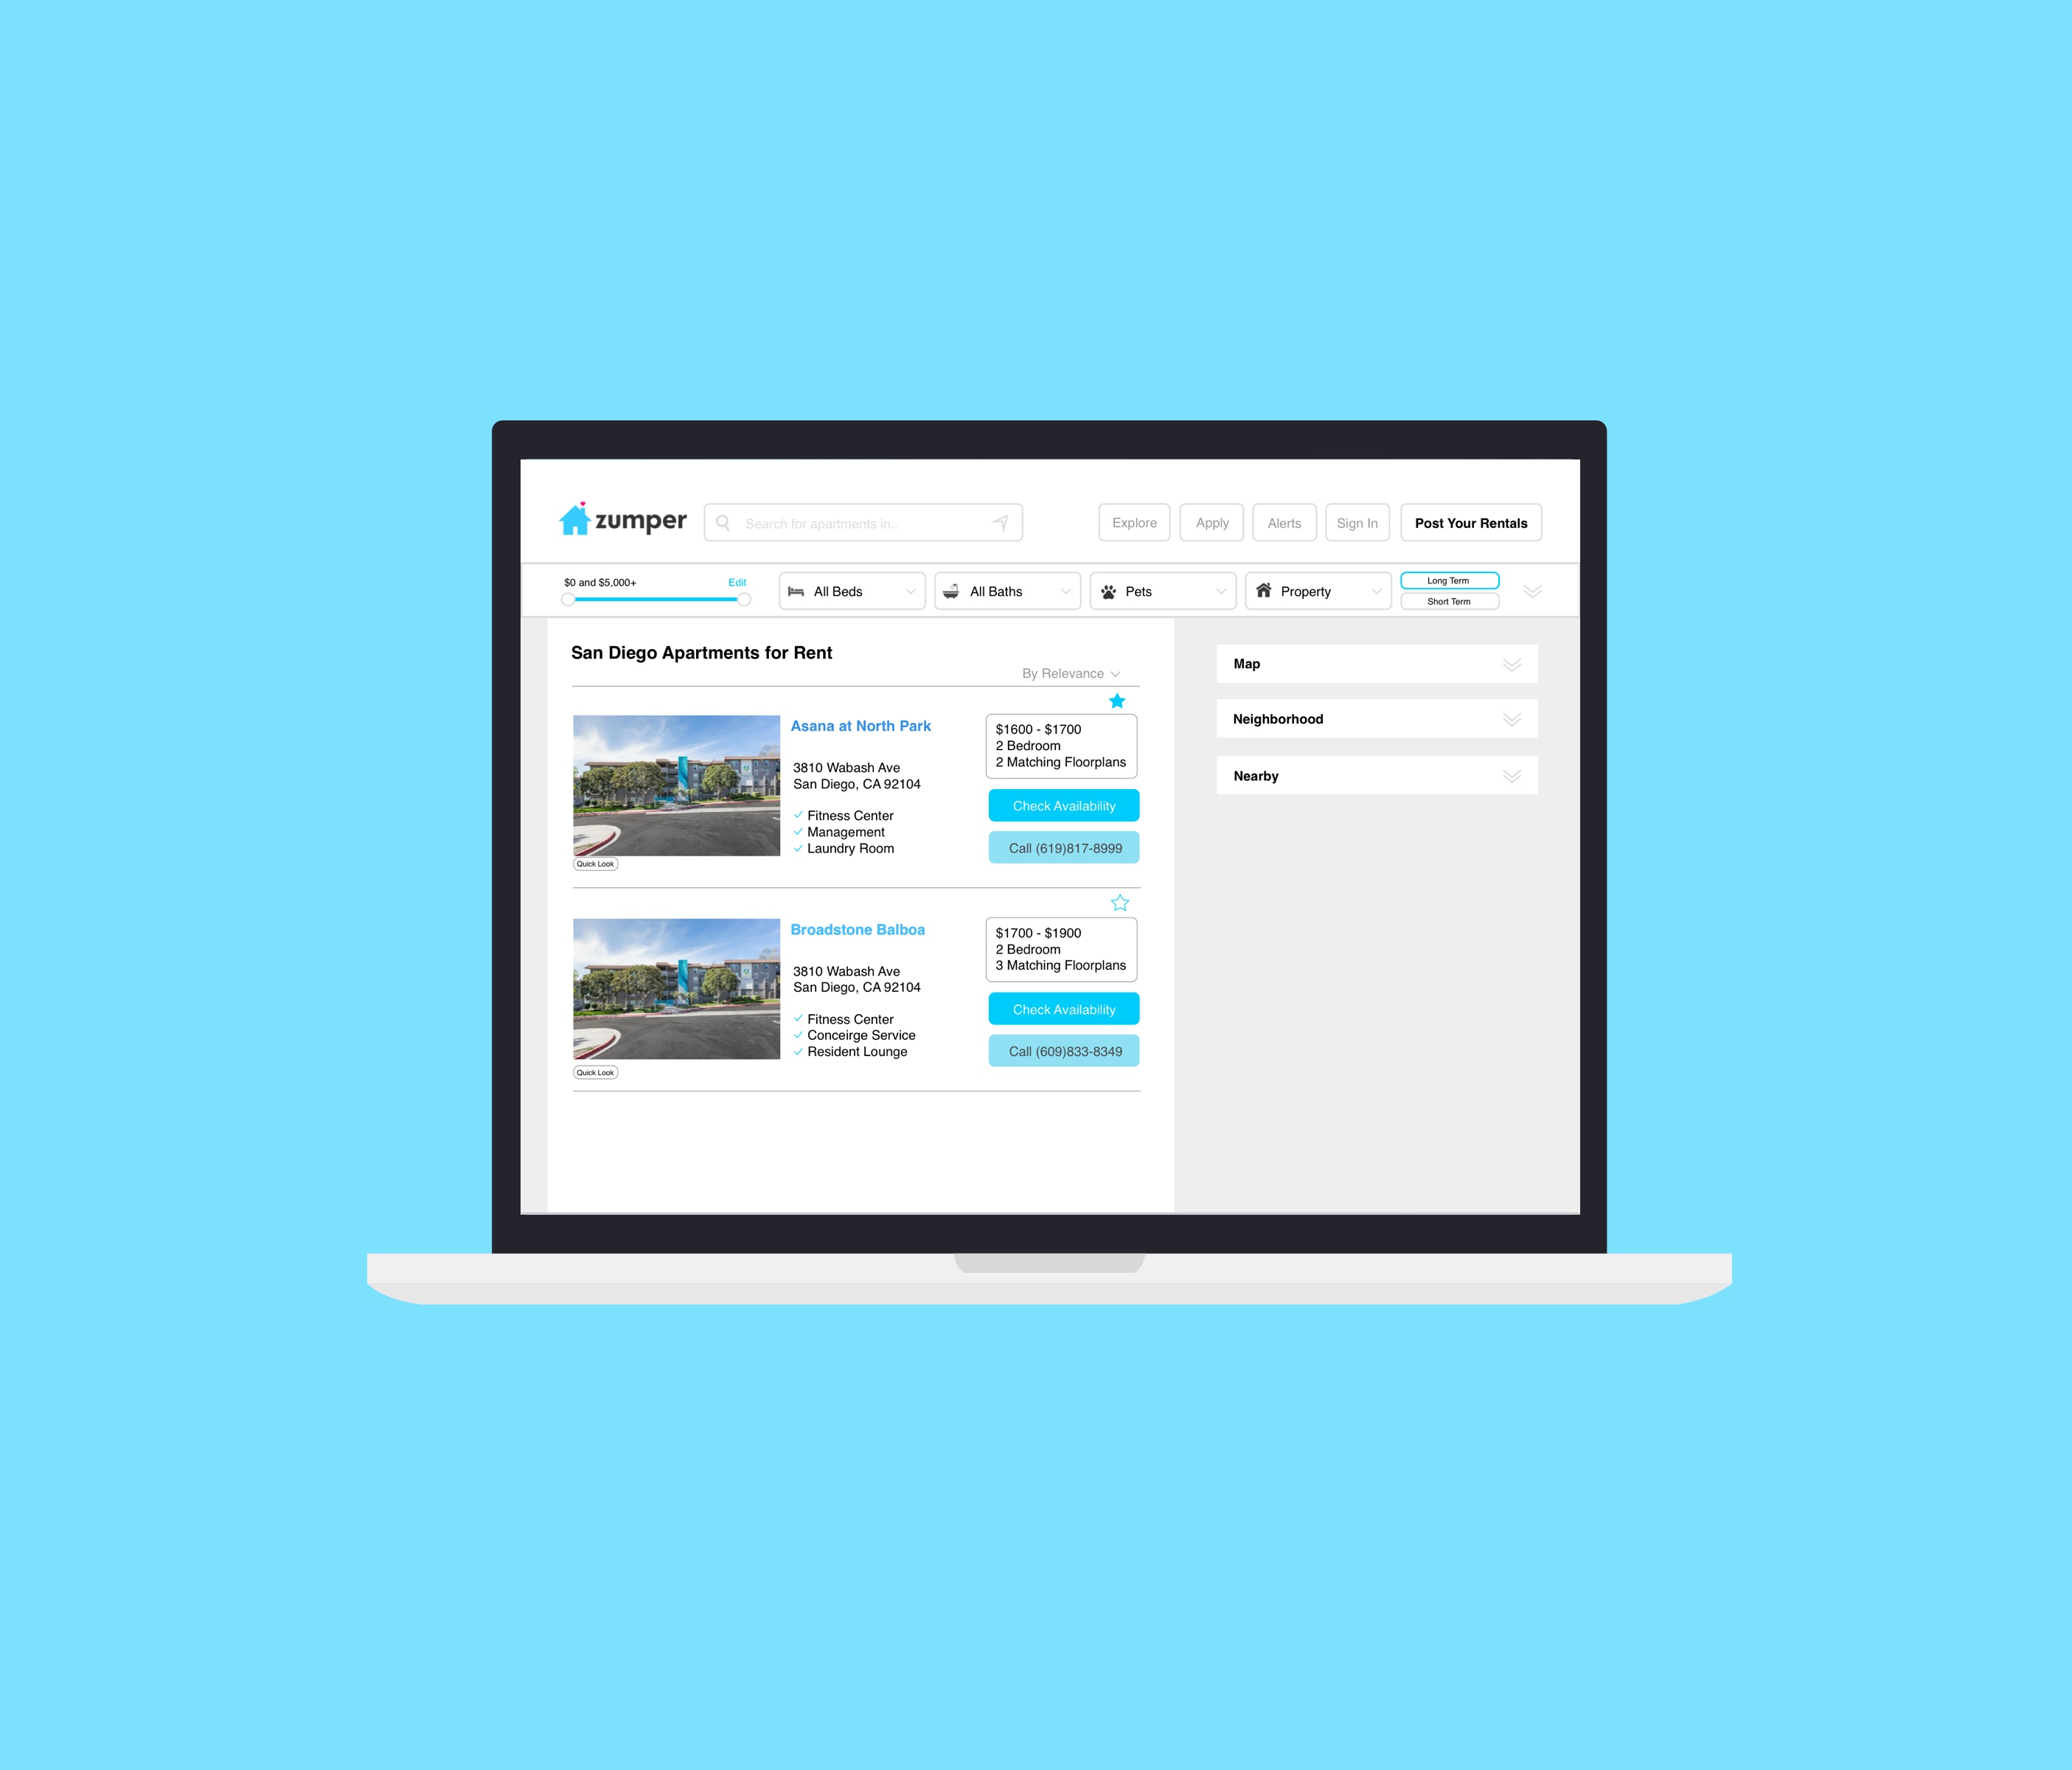 zumper
Search for apartments in..
Explore
Apply
Alerts
Sign In
Post Your Rentals
$0 and $5,000+
Edit
All Beds
All Baths
Pets
Property
Long Term
Short Term
San Diego Apartments for Rent
By Relevance
Asana at North Park
3810 Wabash Ave
San Diego, CA 92104
Fitness Center
Management
Laundry Room
Quick Look
$1600 - $1700
2 Bedroom
2 Matching Floorplans
Check Availability
Call (619)817-8999
Broadstone Balboa
3810 Wabash Ave
San Diego, CA 92104
Fitness Center
Conceirge Service
Resident Lounge
Quick Look
$1700 - $1900
2 Bedroom
3 Matching Floorplans
Check Availability
Call (609)833-8349
Map
Neighborhood
Nearby